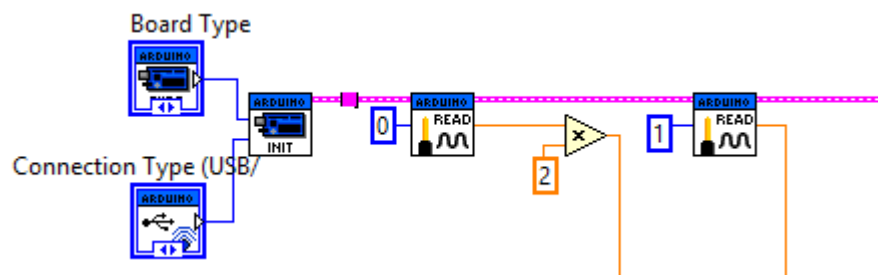 Board Type
ARDUINO
ARDUINO
INIT
0
ARDUINO
READ
2
1
ARDUINO
READ
Connection Type (USB/
ARDUINO